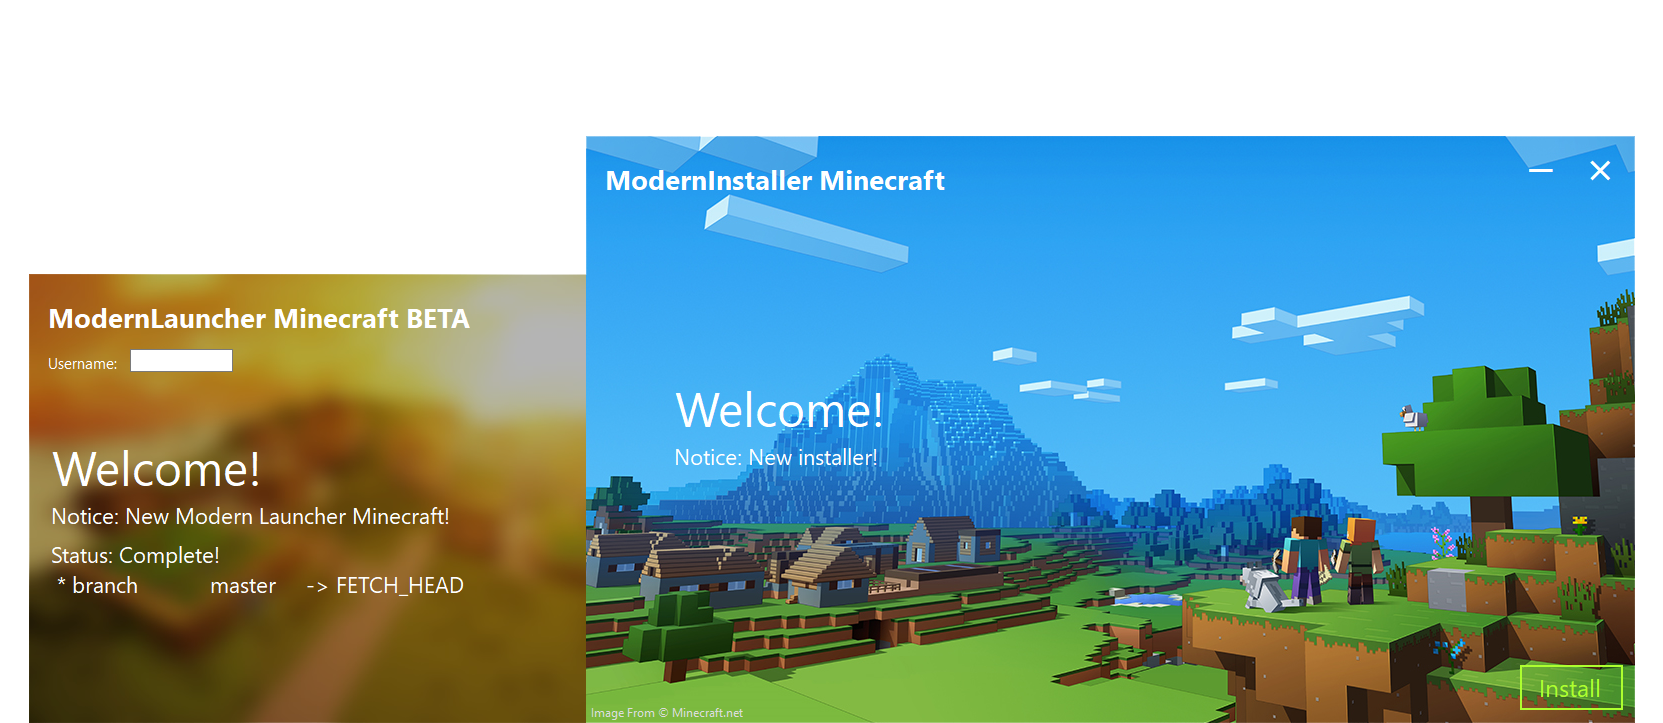 ModernLauncher Minecraft BETA
Username:
Welcome!
Notice: New Modern Launcher Minecraft!
Status: Complete!
* branch master -> FETCH_HEAD
ModernInstaller Minecraft
Welcome!
Notice: New installer!
Install
Image From © Minecraft.net